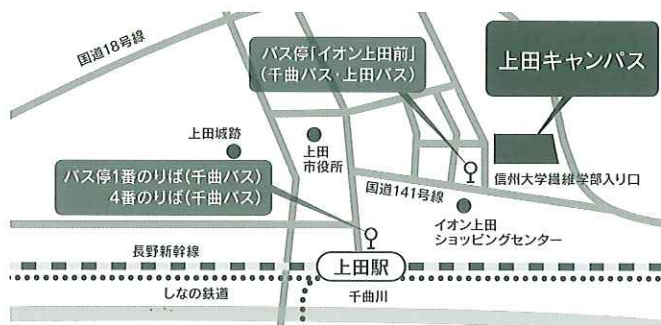 国道18号線
バス停「イオン上田前」
(千曲バス・上田バス)
上田キャンパス
上田城跡
上田
市役所
バス停1番のりば(千曲バス)
4番のりば(千曲バス)
国道141号線
信州大学繊維学部入り口
イオン上田
ショッピングセンター
長野新幹線
上田駅
しなの鉄道
千曲川